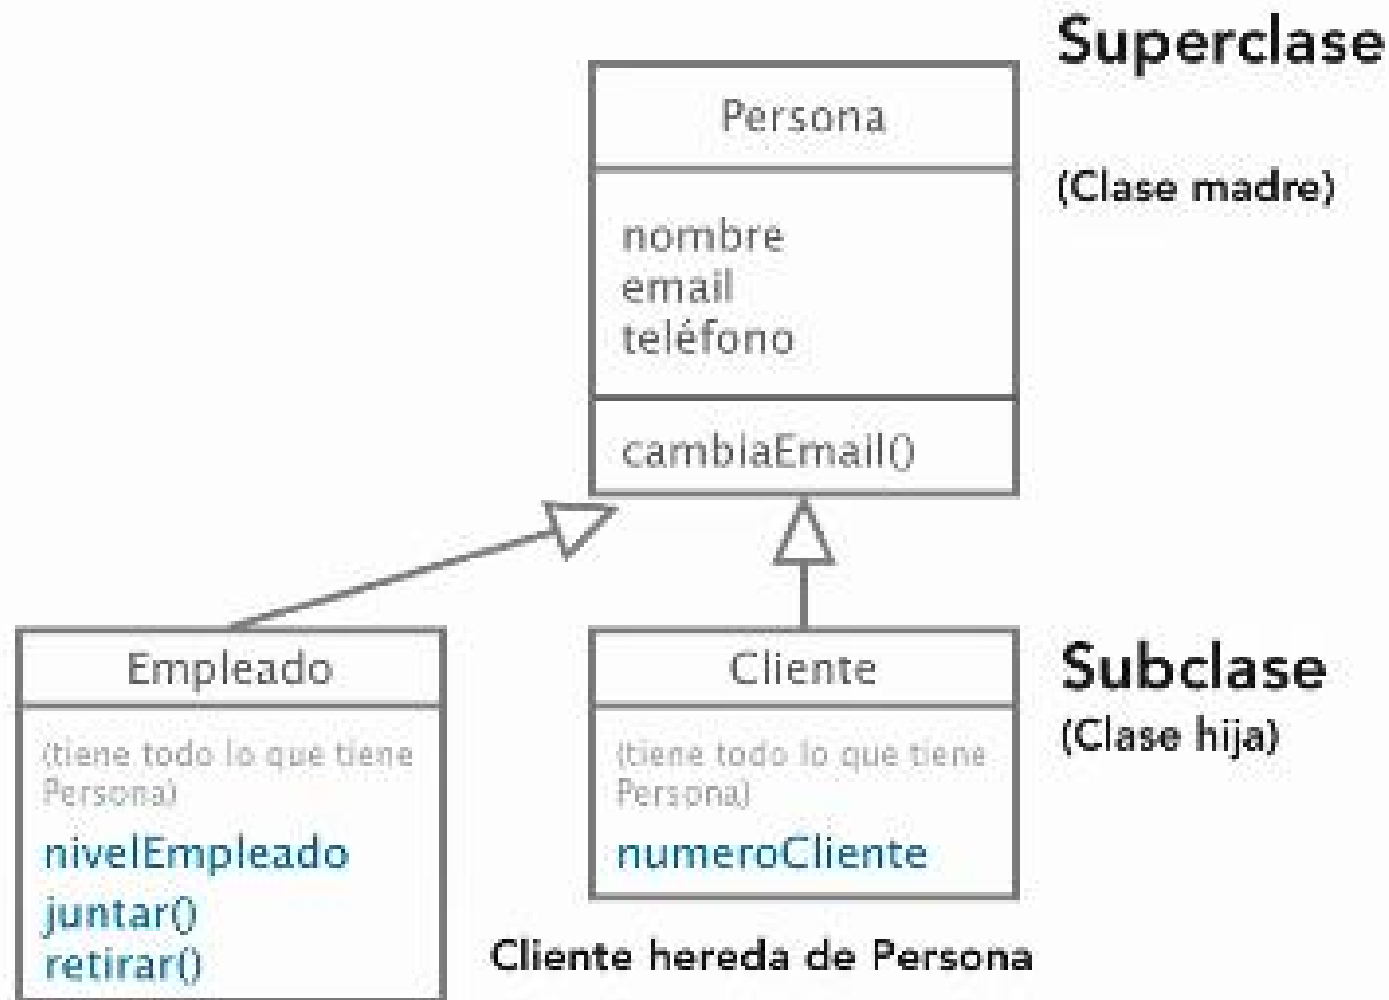 Superclase
Persona
(Clase madre)
nombre
email
teléfono
cambiaEmail()
Empleado
(tiene todo lo que tiene
Persona)
nivelEmpleado
juntar()
retirar()
Cliente
(tiene todo lo que tiene
Persona)
numeroCliente
Subclase
(Clase hija)
Cliente hereda de Persona